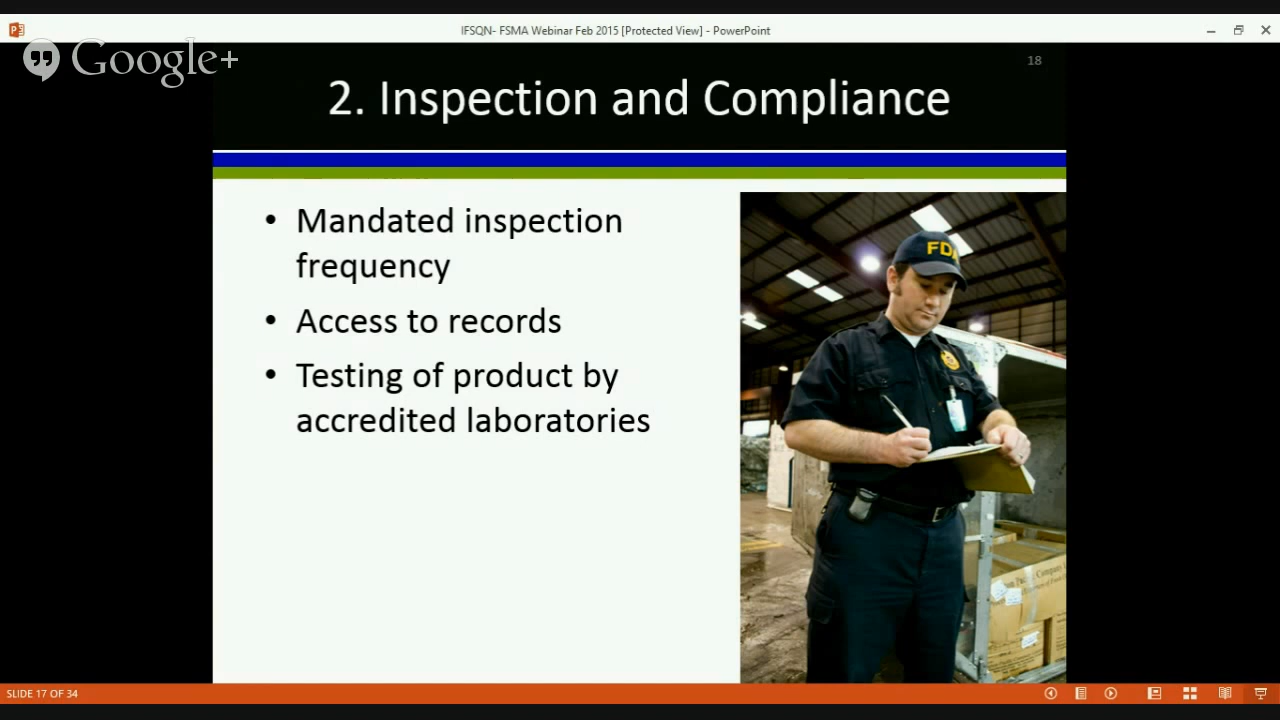 IFSQN- FSMA Webinar Feb 2015 [Protected View] - PowerPoint
Google+
18
2. Inspection and Compliance
• Mandated inspection
frequency
• Access to records
• Testing of product by
accredited laboratories
FDA
SLIDE 17 OF 34